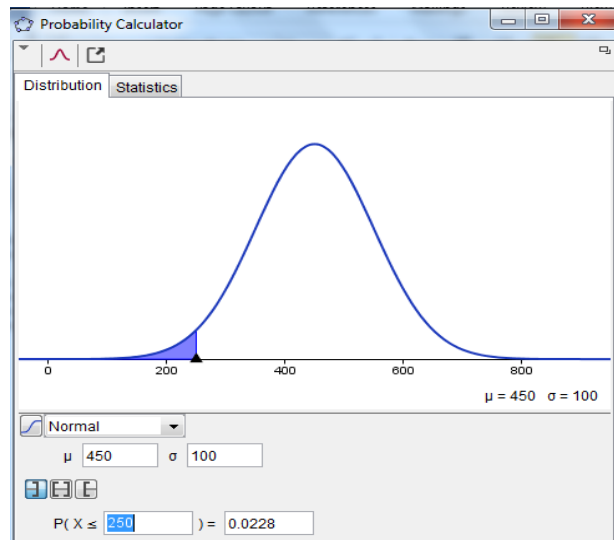 Probability Calculator
Distribution Statistics
0 200 400 600 800
μ = 450 σ = 100
Normal
μ 450 σ 100
P( X ≤ 250 ) = 0.0228